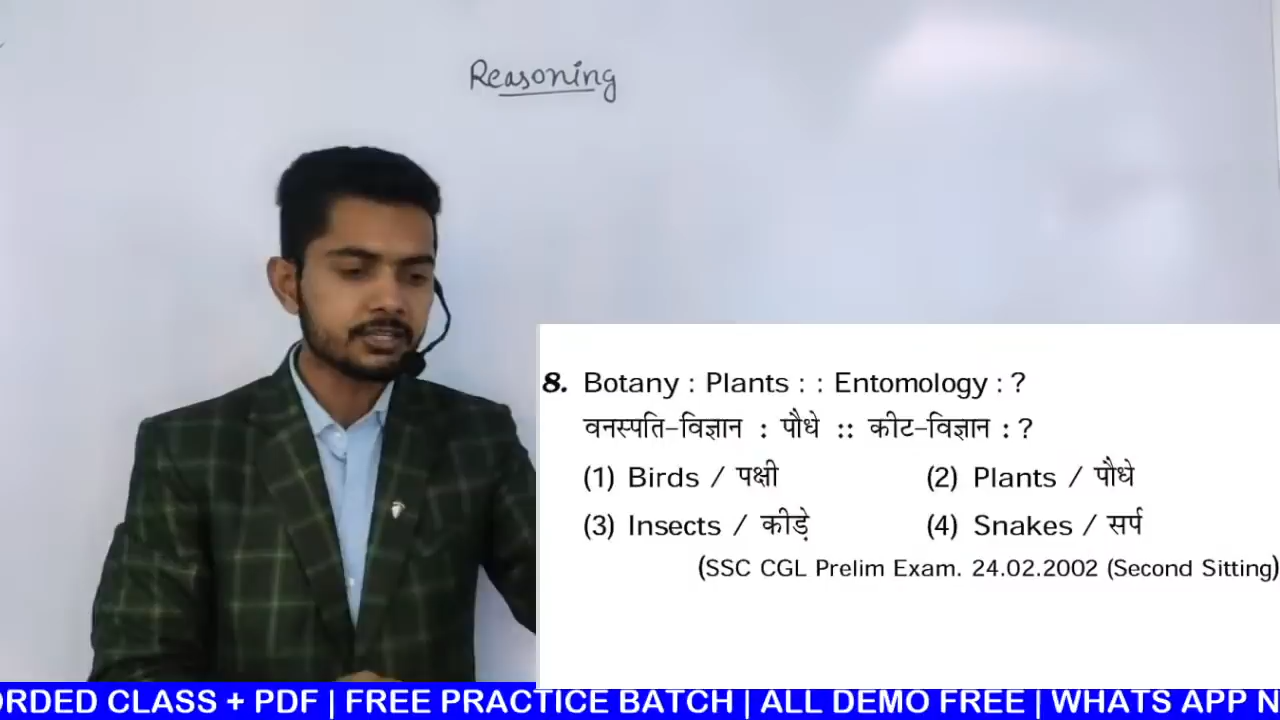 Reasoning
8. Botany : Plants : : Entomology : ?
वनस्पति-विज्ञान : पौधे :: कीट-विज्ञान : ?
(1) Birds / पक्षी (2) Plants / पौधे
(3) Insects / कीड़े (4) Snakes / सर्प
(SSC CGL Prelim Exam. 24.02.2002 (Second Sitting)
ORDED CLASS + PDF | FREE PRACTICE BATCH | ALL DEMO FREE | WHATS APP N